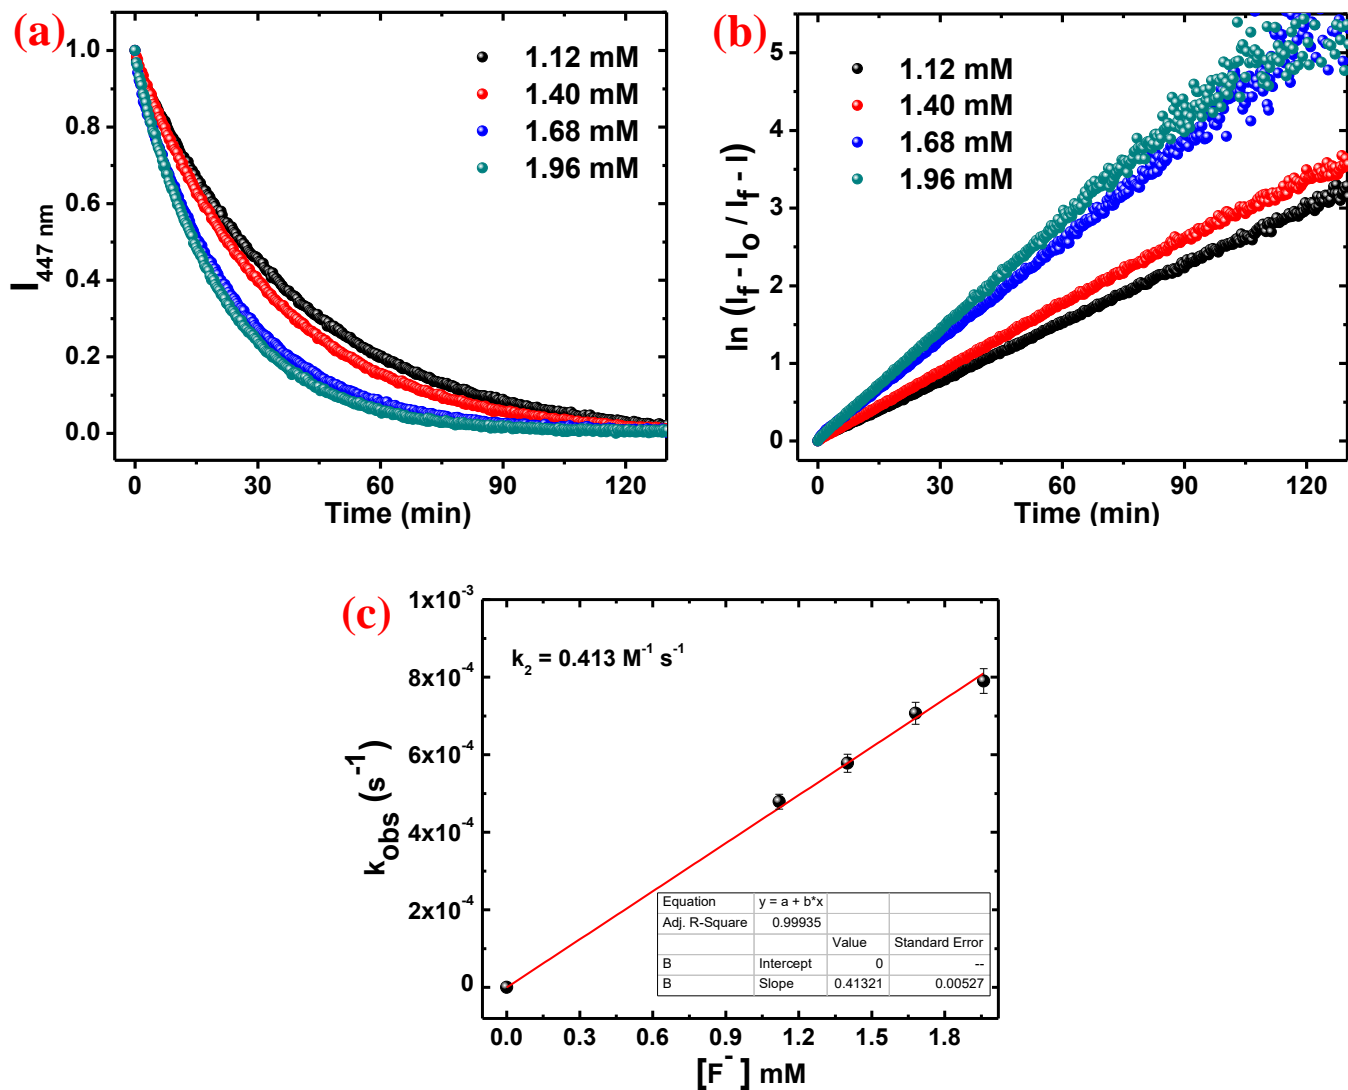 (a)
1.12 mM
1.40 mM
1.68 mM
1.96 mM
1.0
0.8
0.6
0.4
0.2
0.0
I447 nm
0 30 60 90 120
Time (min)
(b)
1.12 mM
1.40 mM
1.68 mM
1.96 mM
5
4
3
2
1
0
ln (If - Io / If - I)
0 30 60 90 120
Time (min)
(c)
k2 = 0.413 M-1 s-1
1x10-3
8x10-4
6x10-4
4x10-4
2x10-4
0
kobs (s-1)
Equation y = a + b*x
Adj. R-Square 0.99935
Value Standard Error
B Intercept 0 --
B Slope 0.41321 0.00527
0.0 0.3 0.6 0.9 1.2 1.5 1.8
[F-] mM